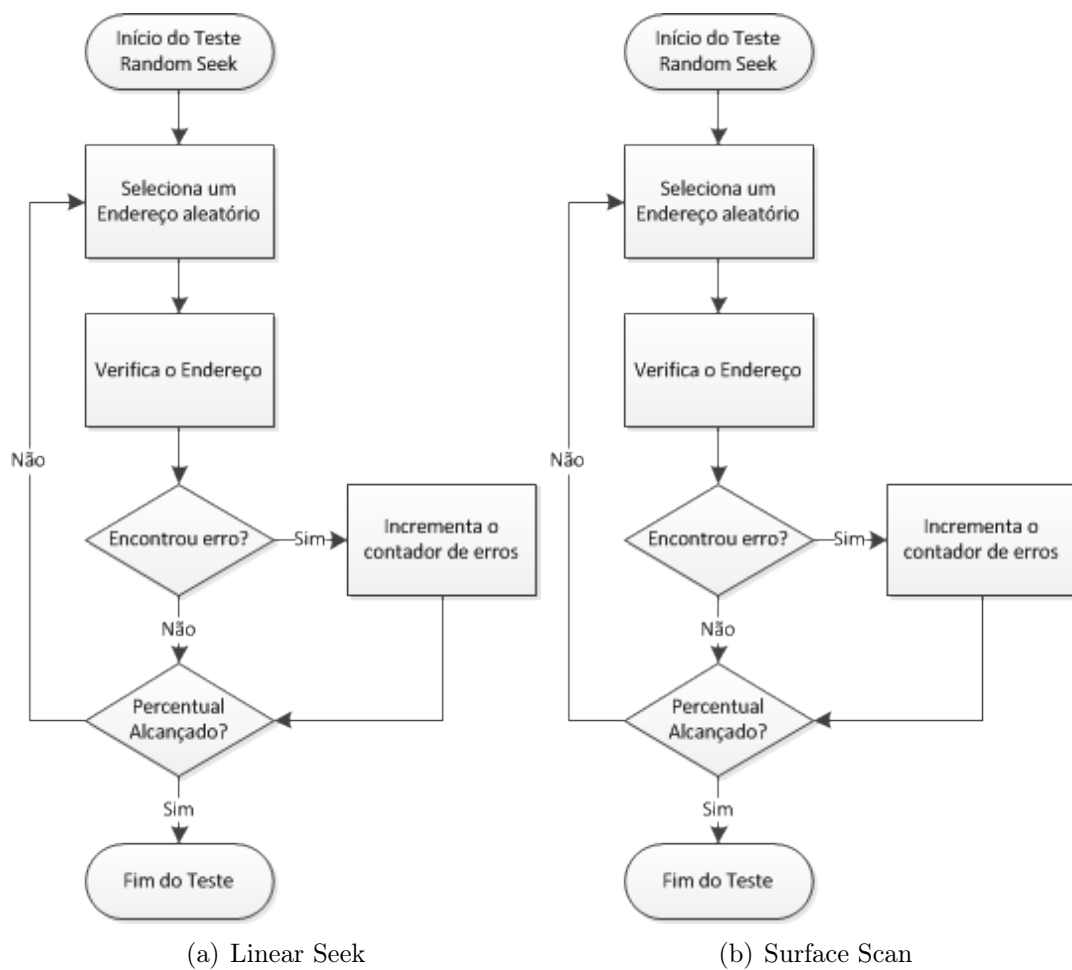 Início do Teste
Random Seek
Seleciona um
Endereço aleatório
Verifica o Endereço
Não
Encontrou erro?
Sim
Incrementa o
contador de erros
Não
Percentual
Alcançado?
Sim
Fim do Teste
(a) Linear Seek
Início do Teste
Random Seek
Seleciona um
Endereço aleatório
Verifica o Endereço
Não
Encontrou erro?
Sim
Incrementa o
contador de erros
Não
Percentual
Alcançado?
Sim
Fim do Teste
(b) Surface Scan